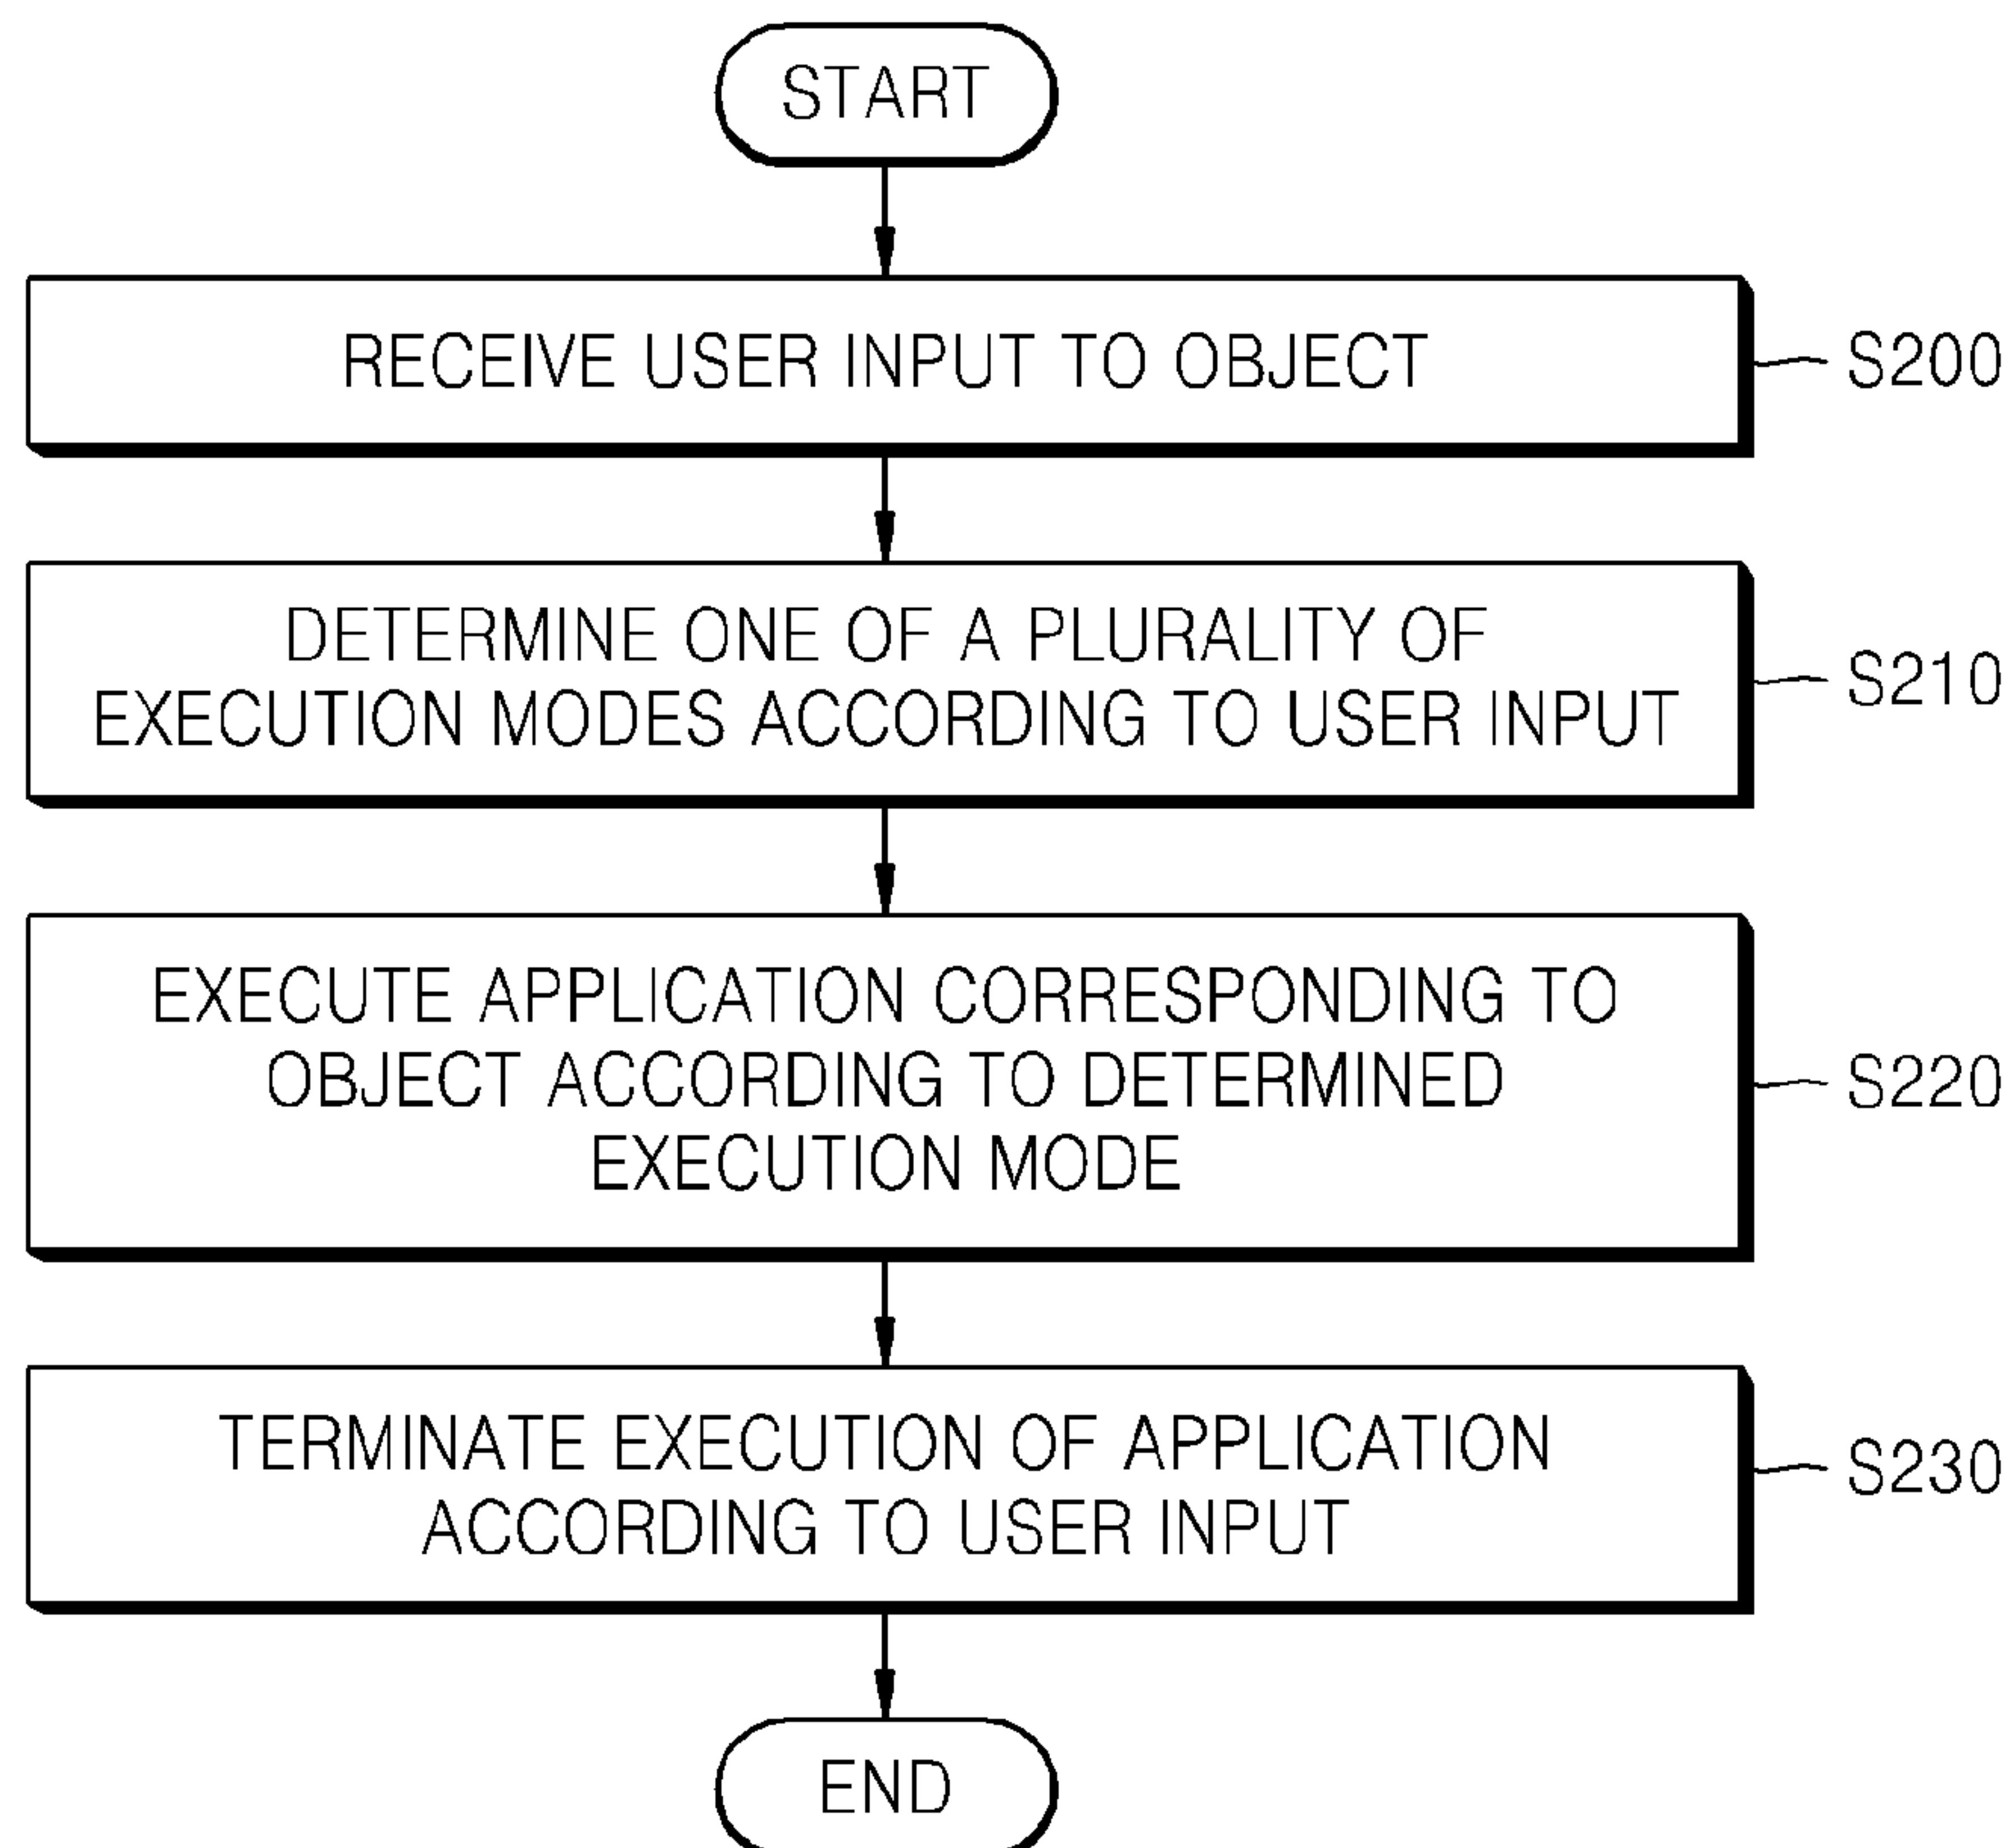 START
RECEIVE USER INPUT TO OBJECT
S200
DETERMINE ONE OF A PLURALITY OF
EXECUTION MODES ACCORDING TO USER INPUT
S210
EXECUTE APPLICATION CORRESPONDING TO
OBJECT ACCORDING TO DETERMINED
EXECUTION MODE
S220
TERMINATE EXECUTION OF APPLICATION
ACCORDING TO USER INPUT
S230
END